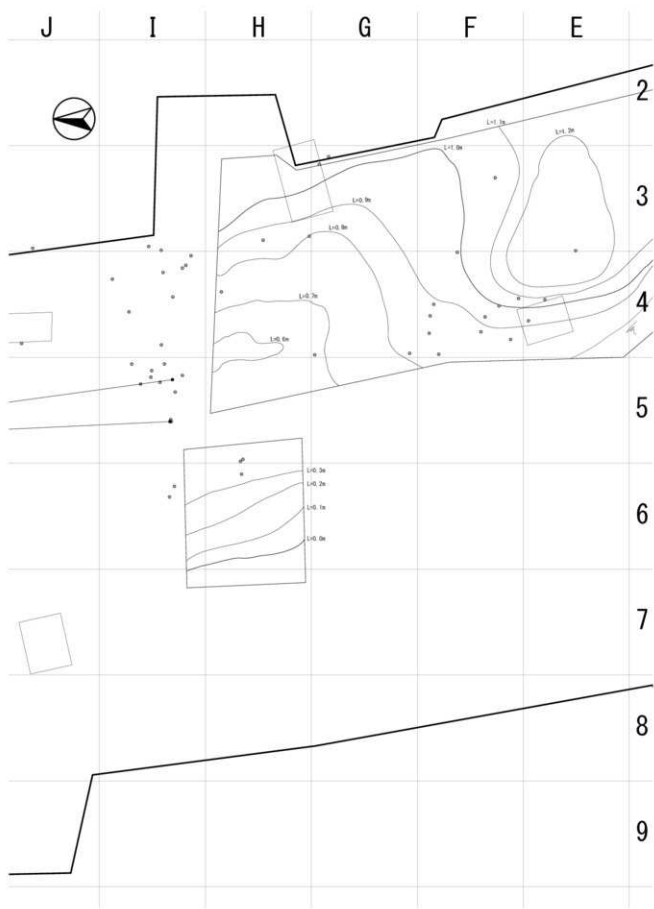 J I H G F E
2
L=1.1m
L=1.2m
L=1.0m
3
L=0.9m
L=0.8m
4
L=0.7m
L=0.6m
5
L=0.3m
L=0.2m
6
L=0.1m
L=0.0m
7
8
9